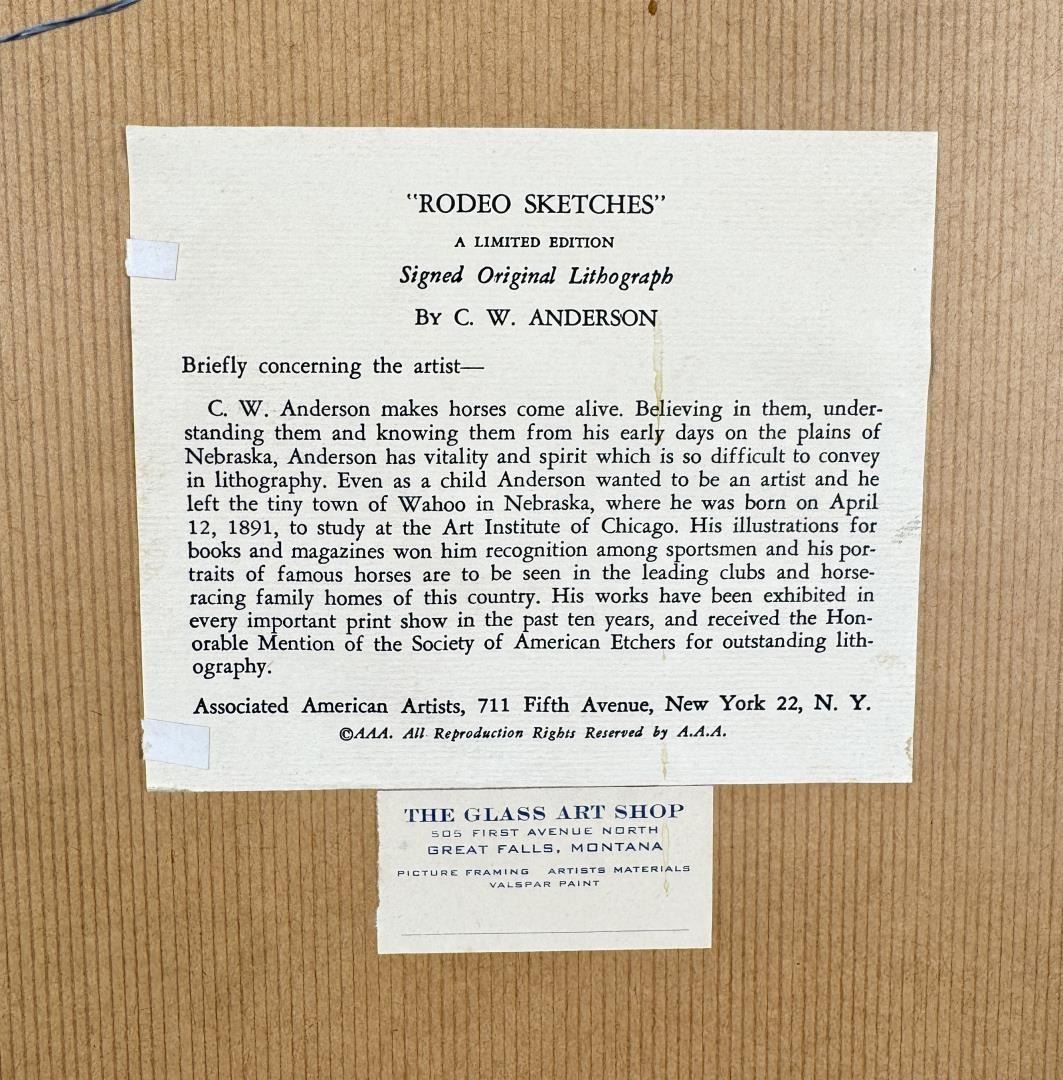 "RODEO SKETCHES"
A LIMITED EDITION
Signed Original Lithograph
By C. W. ANDERSON
Briefly concerning the artist—
C. W. Anderson makes horses come alive. Believing in them, under-
standing them and knowing them from his early days on the plains of
Nebraska, Anderson has vitality and spirit which is so difficult to convey
in lithography. Even as a child Anderson wanted to be an artist and he
left the tiny town of Wahoo in Nebraska, where he was born on April
12, 1891, to study at the Art Institute of Chicago. His illustrations for
books and magazines won him recognition among sportsmen and his por-
traits of famous horses are to be seen in the leading clubs and horse-
racing family homes of this country. His works have been exhibited in
every important print show in the past ten years, and received the Hon-
orable Mention of the Society of American Etchers for outstanding lith-
ography.
Associated American Artists, 711 Fifth Avenue, New York 22, N. Y.
©AAA. All Reproduction Rights Reserved by A.A.A.
THE GLASS ART SHOP
505 FIRST AVENUE NORTH
GREAT FALLS, MONTANA
PICTURE FRAMING ARTISTS MATERIALS
VALSPAR PAINT